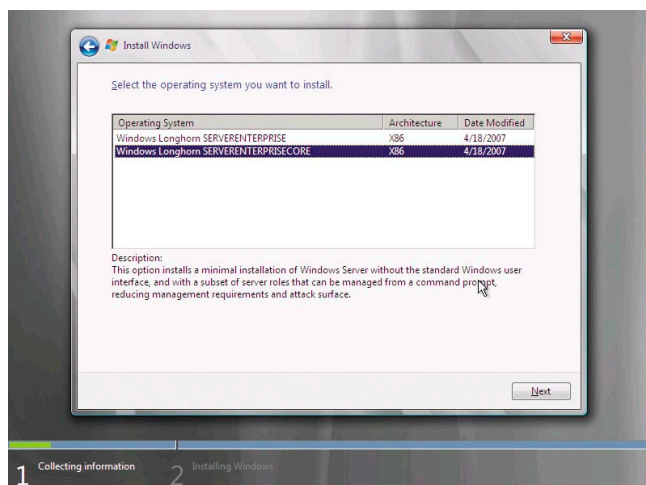 Install Windows
Select the operating system you want to install.
Operating System Architecture Date Modified
Windows Longhorn SERVERENTERPRISE X86 4/18/2007
Windows Longhorn SERVERENTERPRISECORE X86 4/18/2007
Description:
This option installs a minimal installation of Windows Server without the standard Windows user
interface, and with a subset of server roles that can be managed from a command prompt,
reducing management requirements and attack surface.
Next
1 Collecting information 2 Installing Windows